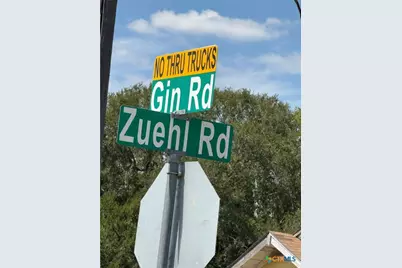 NO THRU TRUCKS
Gin Rd
Zuehl Rd